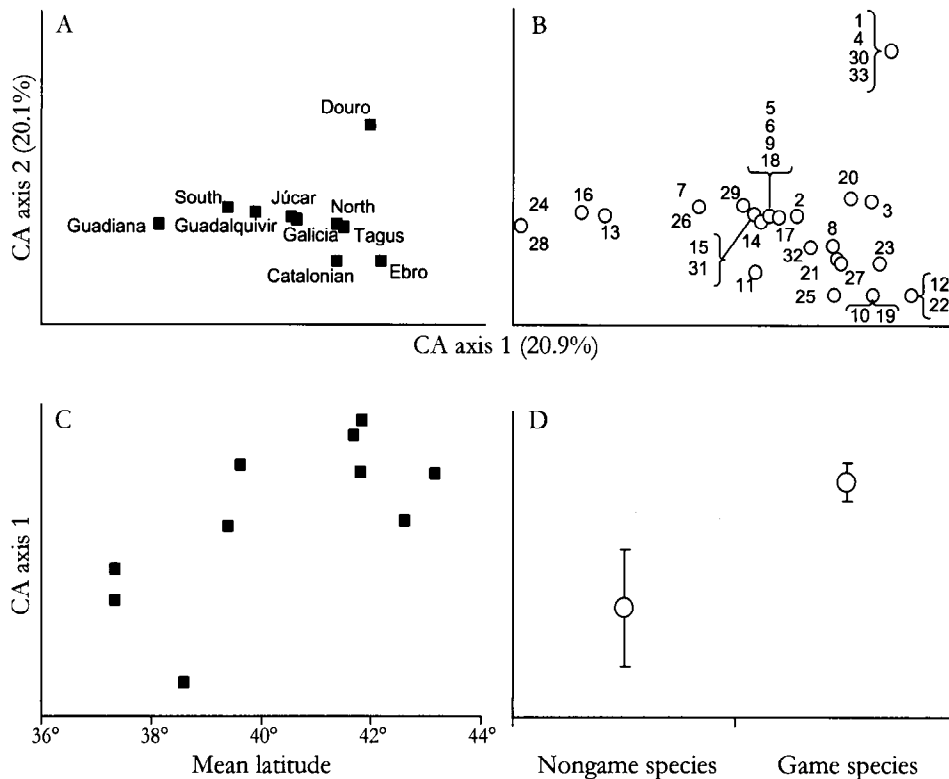 A
CA axis 2 (20.1%)
Douro
South
Júcar
North
Guadiana
Guadalquivir
Galicia
Tagus
Catalonian
Ebro
B
1
4
30
33
5
6
9
18
20
24
16
7
29
2
3
28
13
26
14
17
8
15
31
32
23
11
21
27
25
12
22
10 19
CA axis 1 (20.9%)
C
CA axis 1
36° 38° 40° 42° 44°
Mean latitude
D
Nongame species
Game species